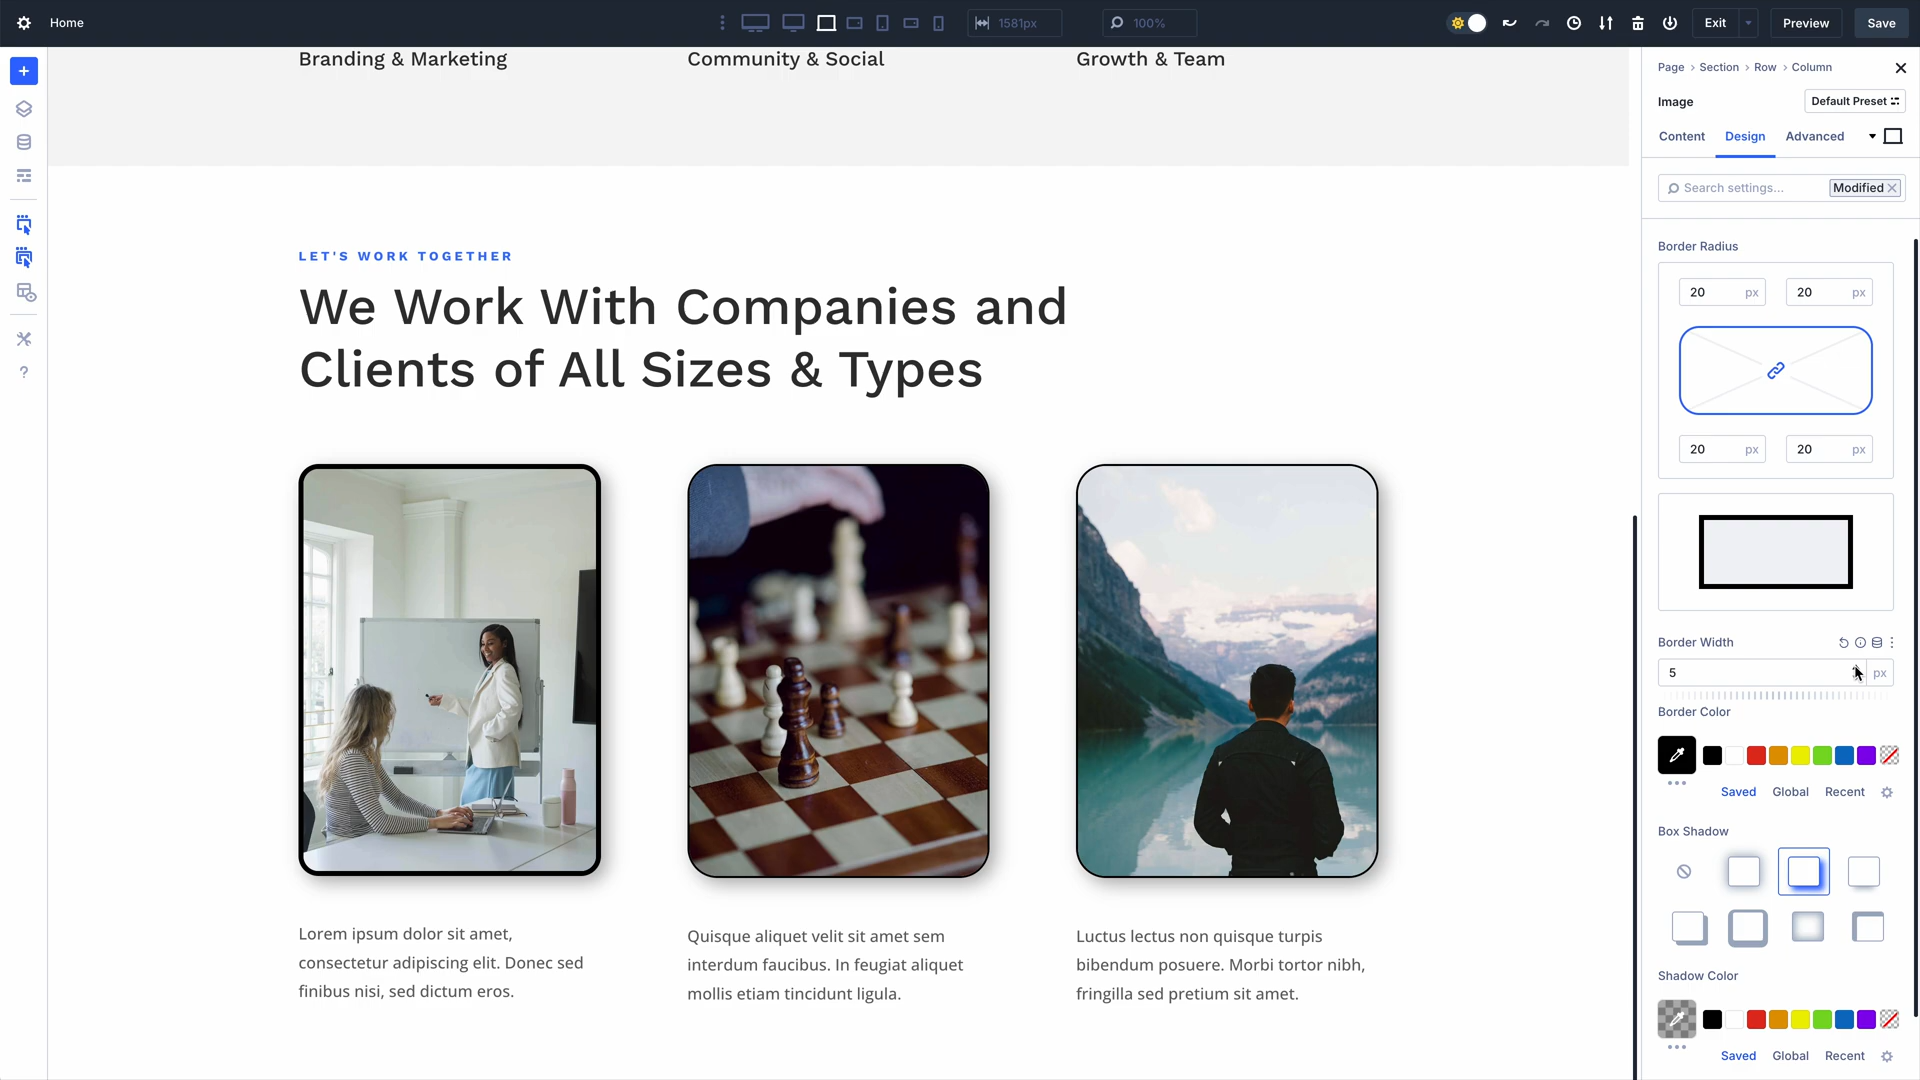 Home
1581px
100%
Exit
Preview
Save
Branding & Marketing
Community & Social
Growth & Team
LET'S WORK TOGETHER
We Work With Companies and
Clients of All Sizes & Types
Lorem ipsum dolor sit amet,
consectetur adipiscing elit. Donec sed
finibus nisi, sed dictum eros.
Quisque aliquet velit sit amet sem
interdum faucibus. In feugiat aliquet
mollis etiam tincidunt ligula.
Luctus lectus non quisque turpis
bibendum posuere. Morbi tortor nibh,
fringilla sed pretium sit amet.
Page › Section › Row › Column
Image
Default Preset
Content Design Advanced
Search settings... Modified
Border Radius
20 px 20 px
20 px 20 px
Border Width
5 px
Border Color
Saved Global Recent
Box Shadow
Shadow Color
Saved Global Recent